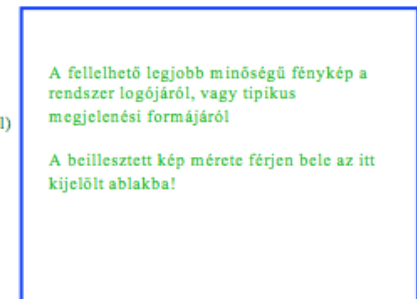 A fellelhető legjobb minőségű fénykép a
rendszer logójáról, vagy tipikus
megjelenési formájáról
l)
A beillesztett kép mérete férjen bele az itt
kijelölt ablakba!